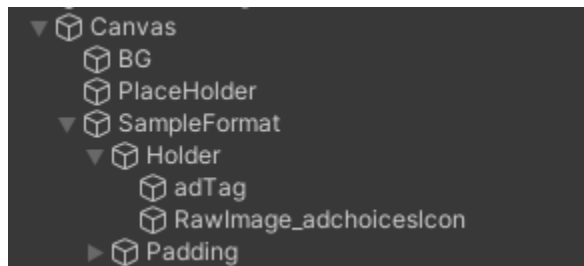 Canvas
BG
PlaceHolder
SampleFormat
Holder
adTag
RawImage_adchoicesIcon
Padding